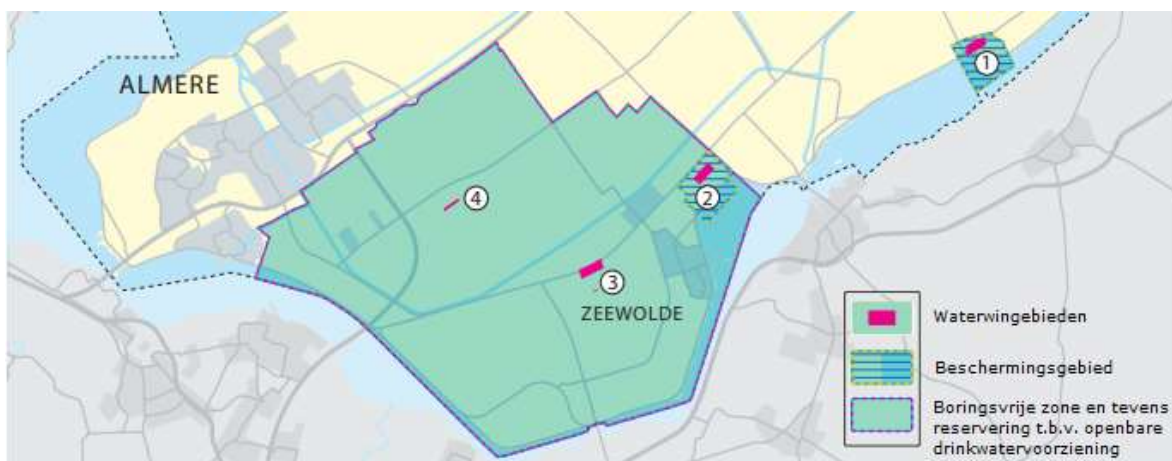 ALMERE
1
2
4
3
ZEEWOLDE
Waterwingebieden
Beschermingsgebied
Boringsvrije zone en tevens
reservering t.b.v. openbare
drinkwatervoorziening